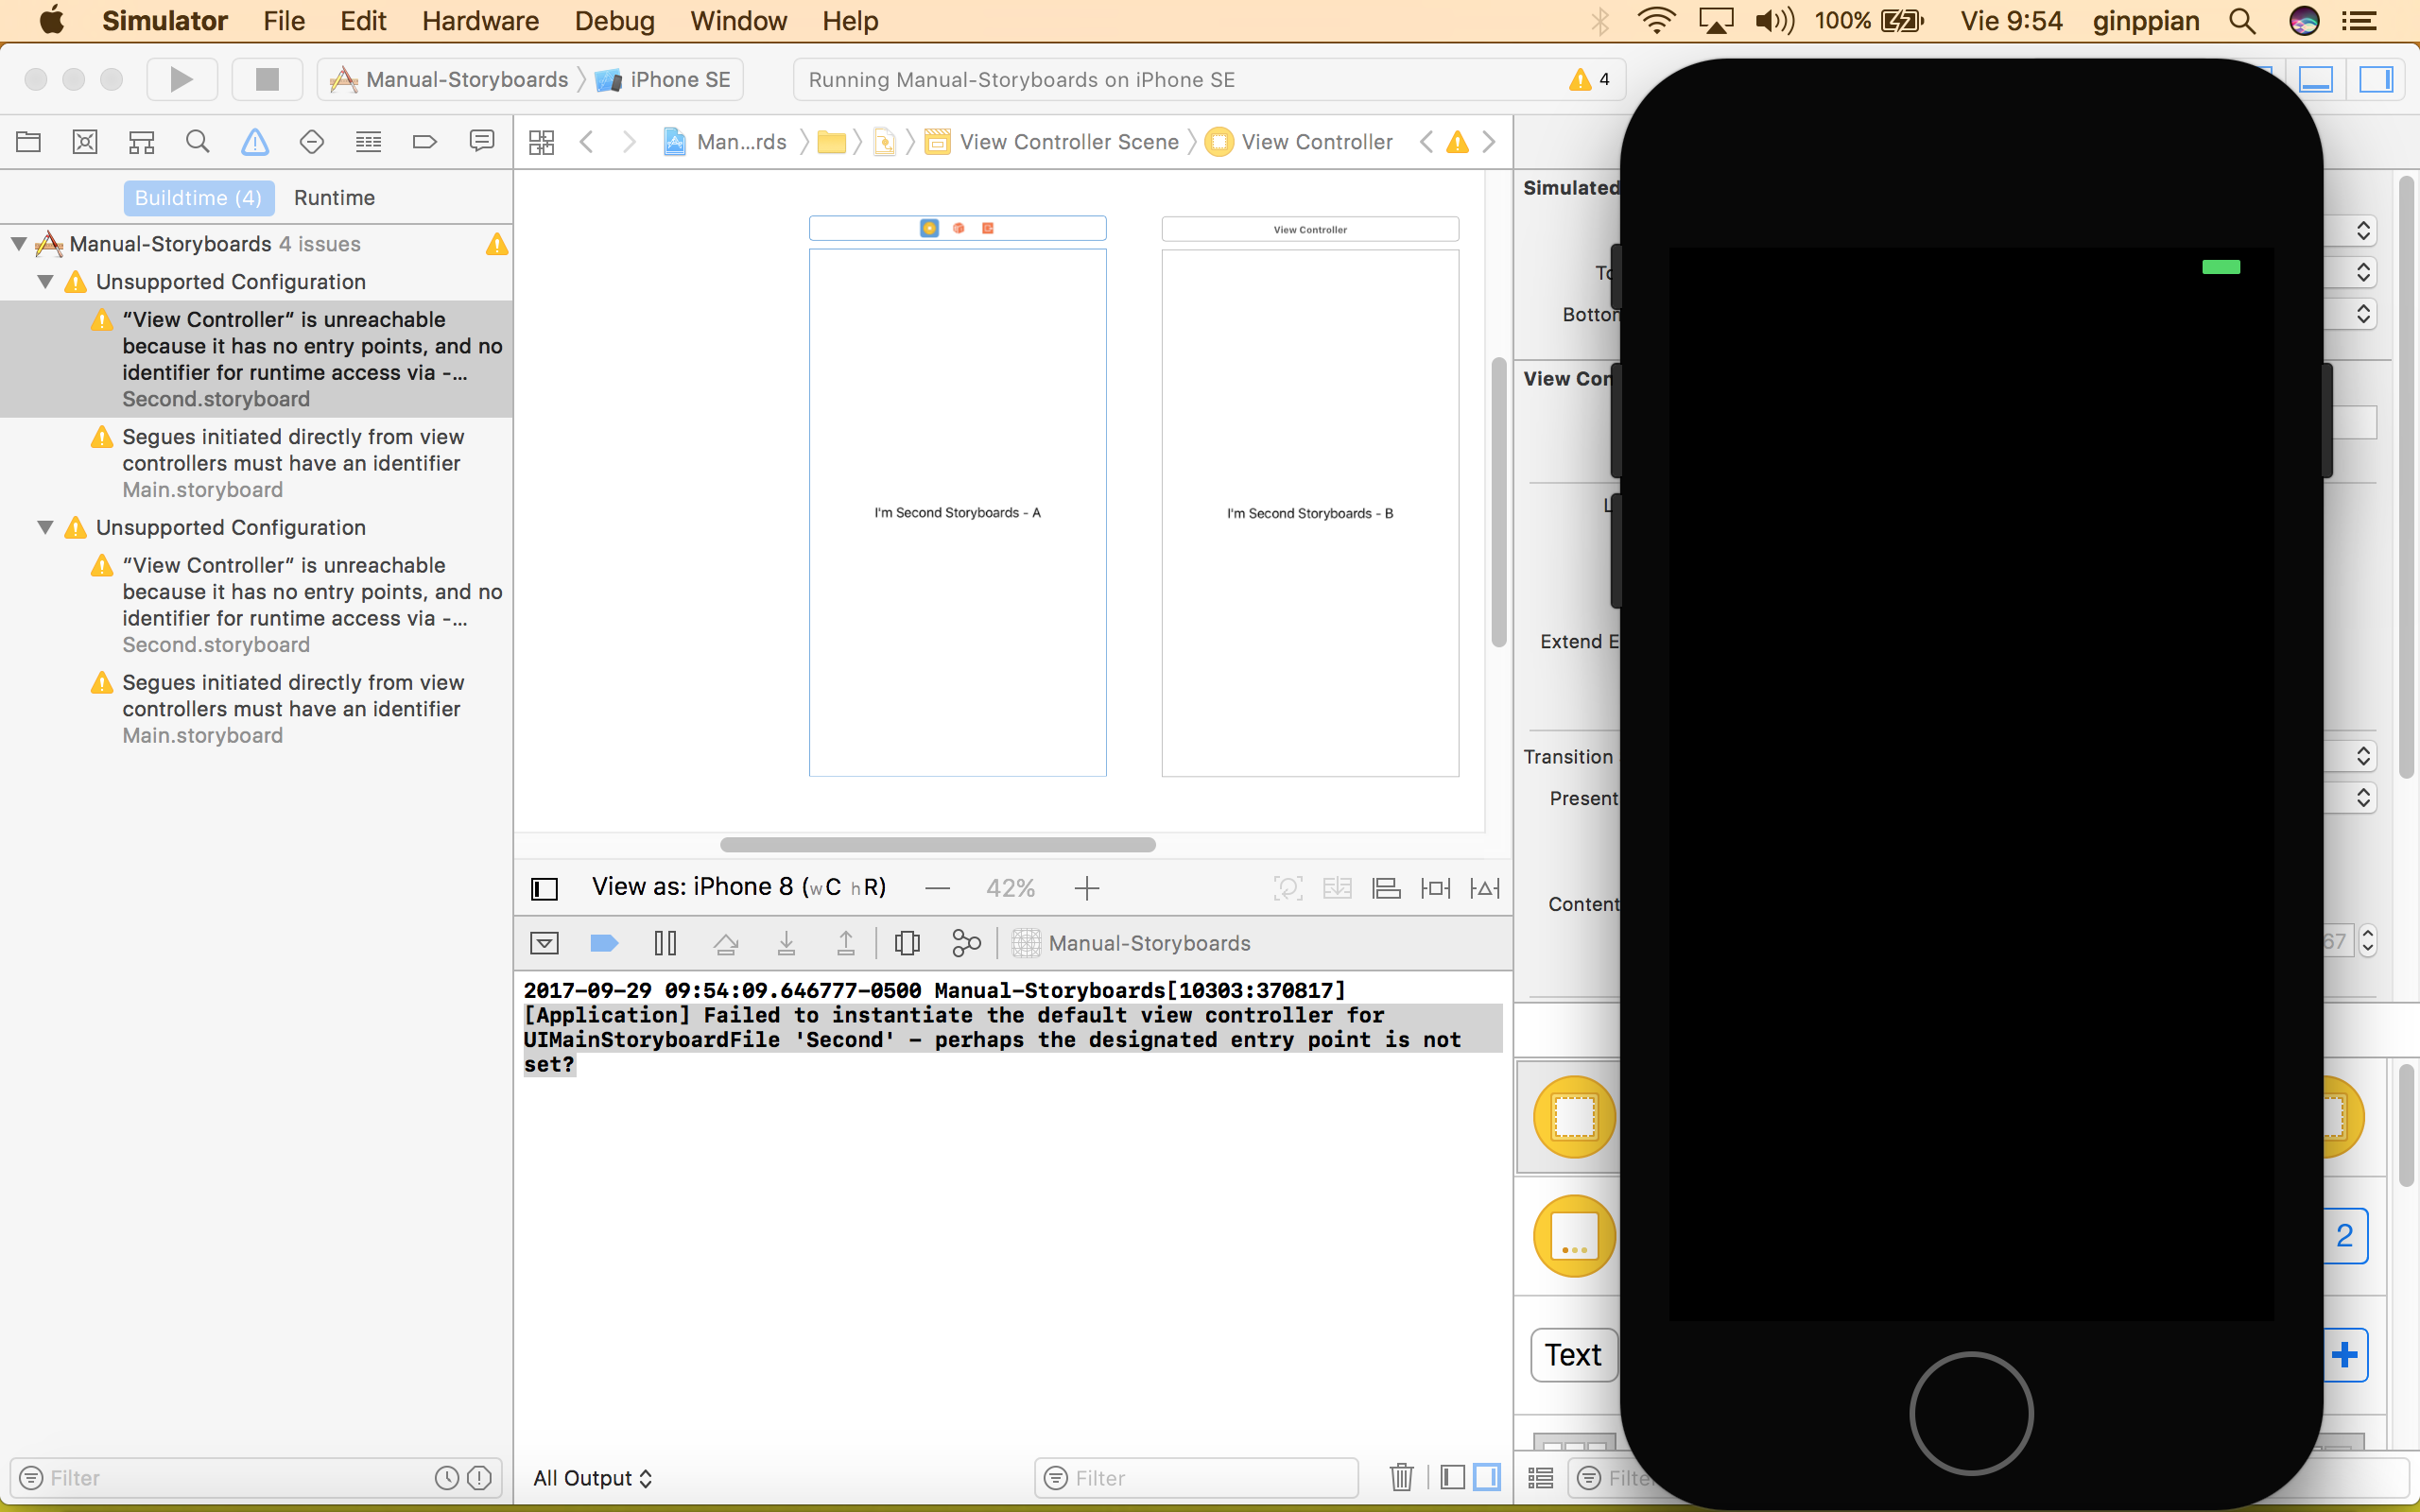 Simulator File Edit Hardware Debug Window Help 100% Vie 9:54 ginppian
Manual-Storyboards iPhone SE Running Manual-Storyboards on iPhone SE 4
Man...rds View Controller Scene View Controller
Buildtime (4) Runtime
Manual-Storyboards 4 issues
Unsupported Configuration
“View Controller“ is unreachable
because it has no entry points, and no
identifier for runtime access via -...
Second.storyboard
Segues initiated directly from view
controllers must have an identifier
Main.storyboard
Unsupported Configuration
“View Controller“ is unreachable
because it has no entry points, and no
identifier for runtime access via -...
Second.storyboard
Segues initiated directly from view
controllers must have an identifier
Main.storyboard
Filter
View Controller
I'm Second Storyboards - A
I'm Second Storyboards - B
View as: iPhone 8 (wC hR) 42%
Manual-Storyboards
2017-09-29 09:54:09.646777-0500 Manual-Storyboards[10303:370817]
[Application] Failed to instantiate the default view controller for
UIMainStoryboardFile 'Second' - perhaps the designated entry point is not
set?
All Output Filter
Simulated
View Con
Extend E
Transition
Present
Content
67
2
Text